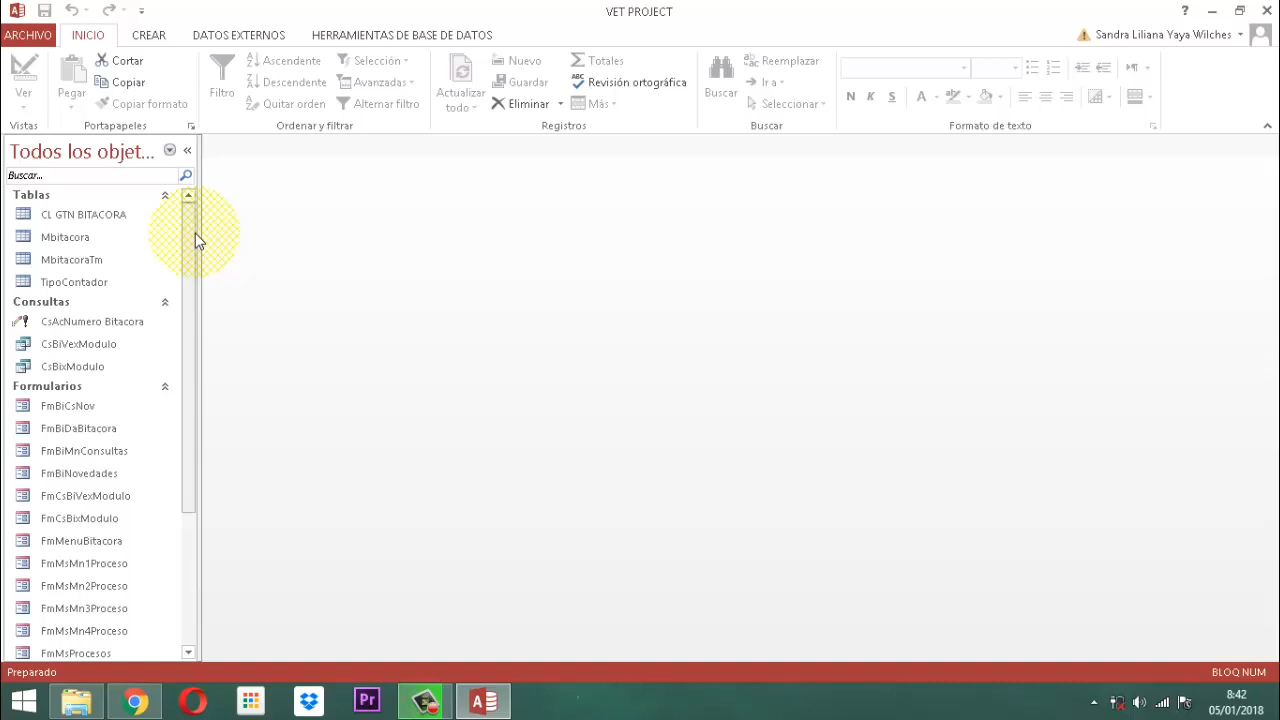 VET PROJECT
?
ARCHIVO INICIO CREAR DATOS EXTERNOS HERRAMIENTAS DE BASE DE DATOS Sandra Liliana Yaya Wilches
Ver
Vistas
Pegar
Cortar
Copiar
Copiar formato
Portapapeles
Filtro
Ascendente
Descendente
Quitar orden
Selección
Avanzadas
Alternar filtro
Ordenar y filtrar
Actualizar
todo
Nuevo
Guardar
Eliminar
Totales
Revisión ortográfica
Más
Registros
Buscar
Reemplazar
Ir a
Seleccionar
Buscar
N K S A
Formato de texto
Todos los objet...
Buscar...
Tablas
CL GTN BITACORA
Mbitacora
MbitacoraTm
TipoContador
Consultas
CsAcNumero Bitacora
CsBiVexModulo
CsBixModulo
Formularios
FmBiCsNov
FmBiDaBitacora
FmBiMnConsultas
FmBiNovedades
FmCsBiVexModulo
FmCsBixModulo
FmMenuBitacora
FmMsMn1Proceso
FmMsMn2Proceso
FmMsMn3Proceso
FmMsMn4Proceso
FmMsProcesos
Preparado BLOQ NUM
Pr
8:42
05/01/2018